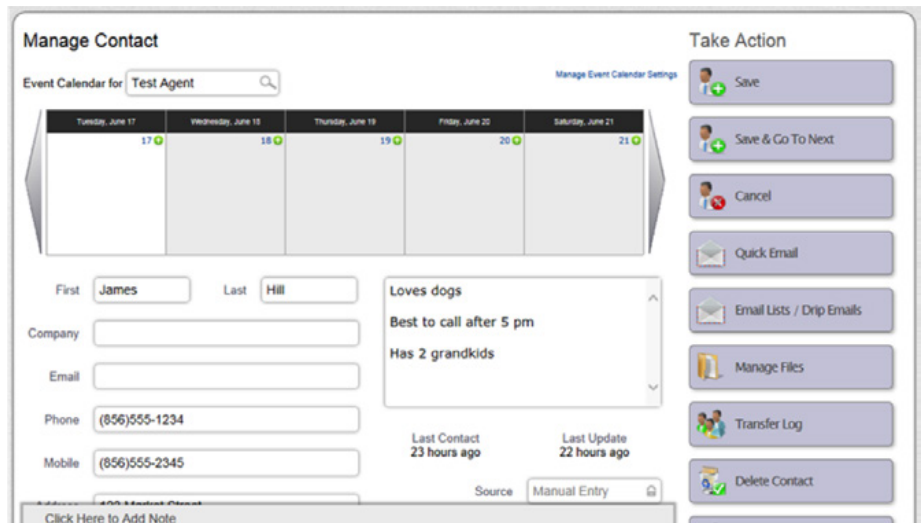 Manage Contact
Take Action
Event Calendar for Test Agent
Manage Event Calendar Settings
Tuesday, June 17
Wednesday, June 18
Thursday, June 19
Friday, June 20
Saturday, June 21
17
18
19
20
21
First James
Last Hill
Company
Email
Phone (856)555-1234
Mobile (856)555-2345
Loves dogs
Best to call after 5 pm
Has 2 grandkids
Last Contact
23 hours ago
Last Update
22 hours ago
Source Manual Entry
Click Here to Add Note
Save
Save & Go To Next
Cancel
Quick Email
Email Lists / Drip Emails
Manage Files
Transfer Log
Delete Contact